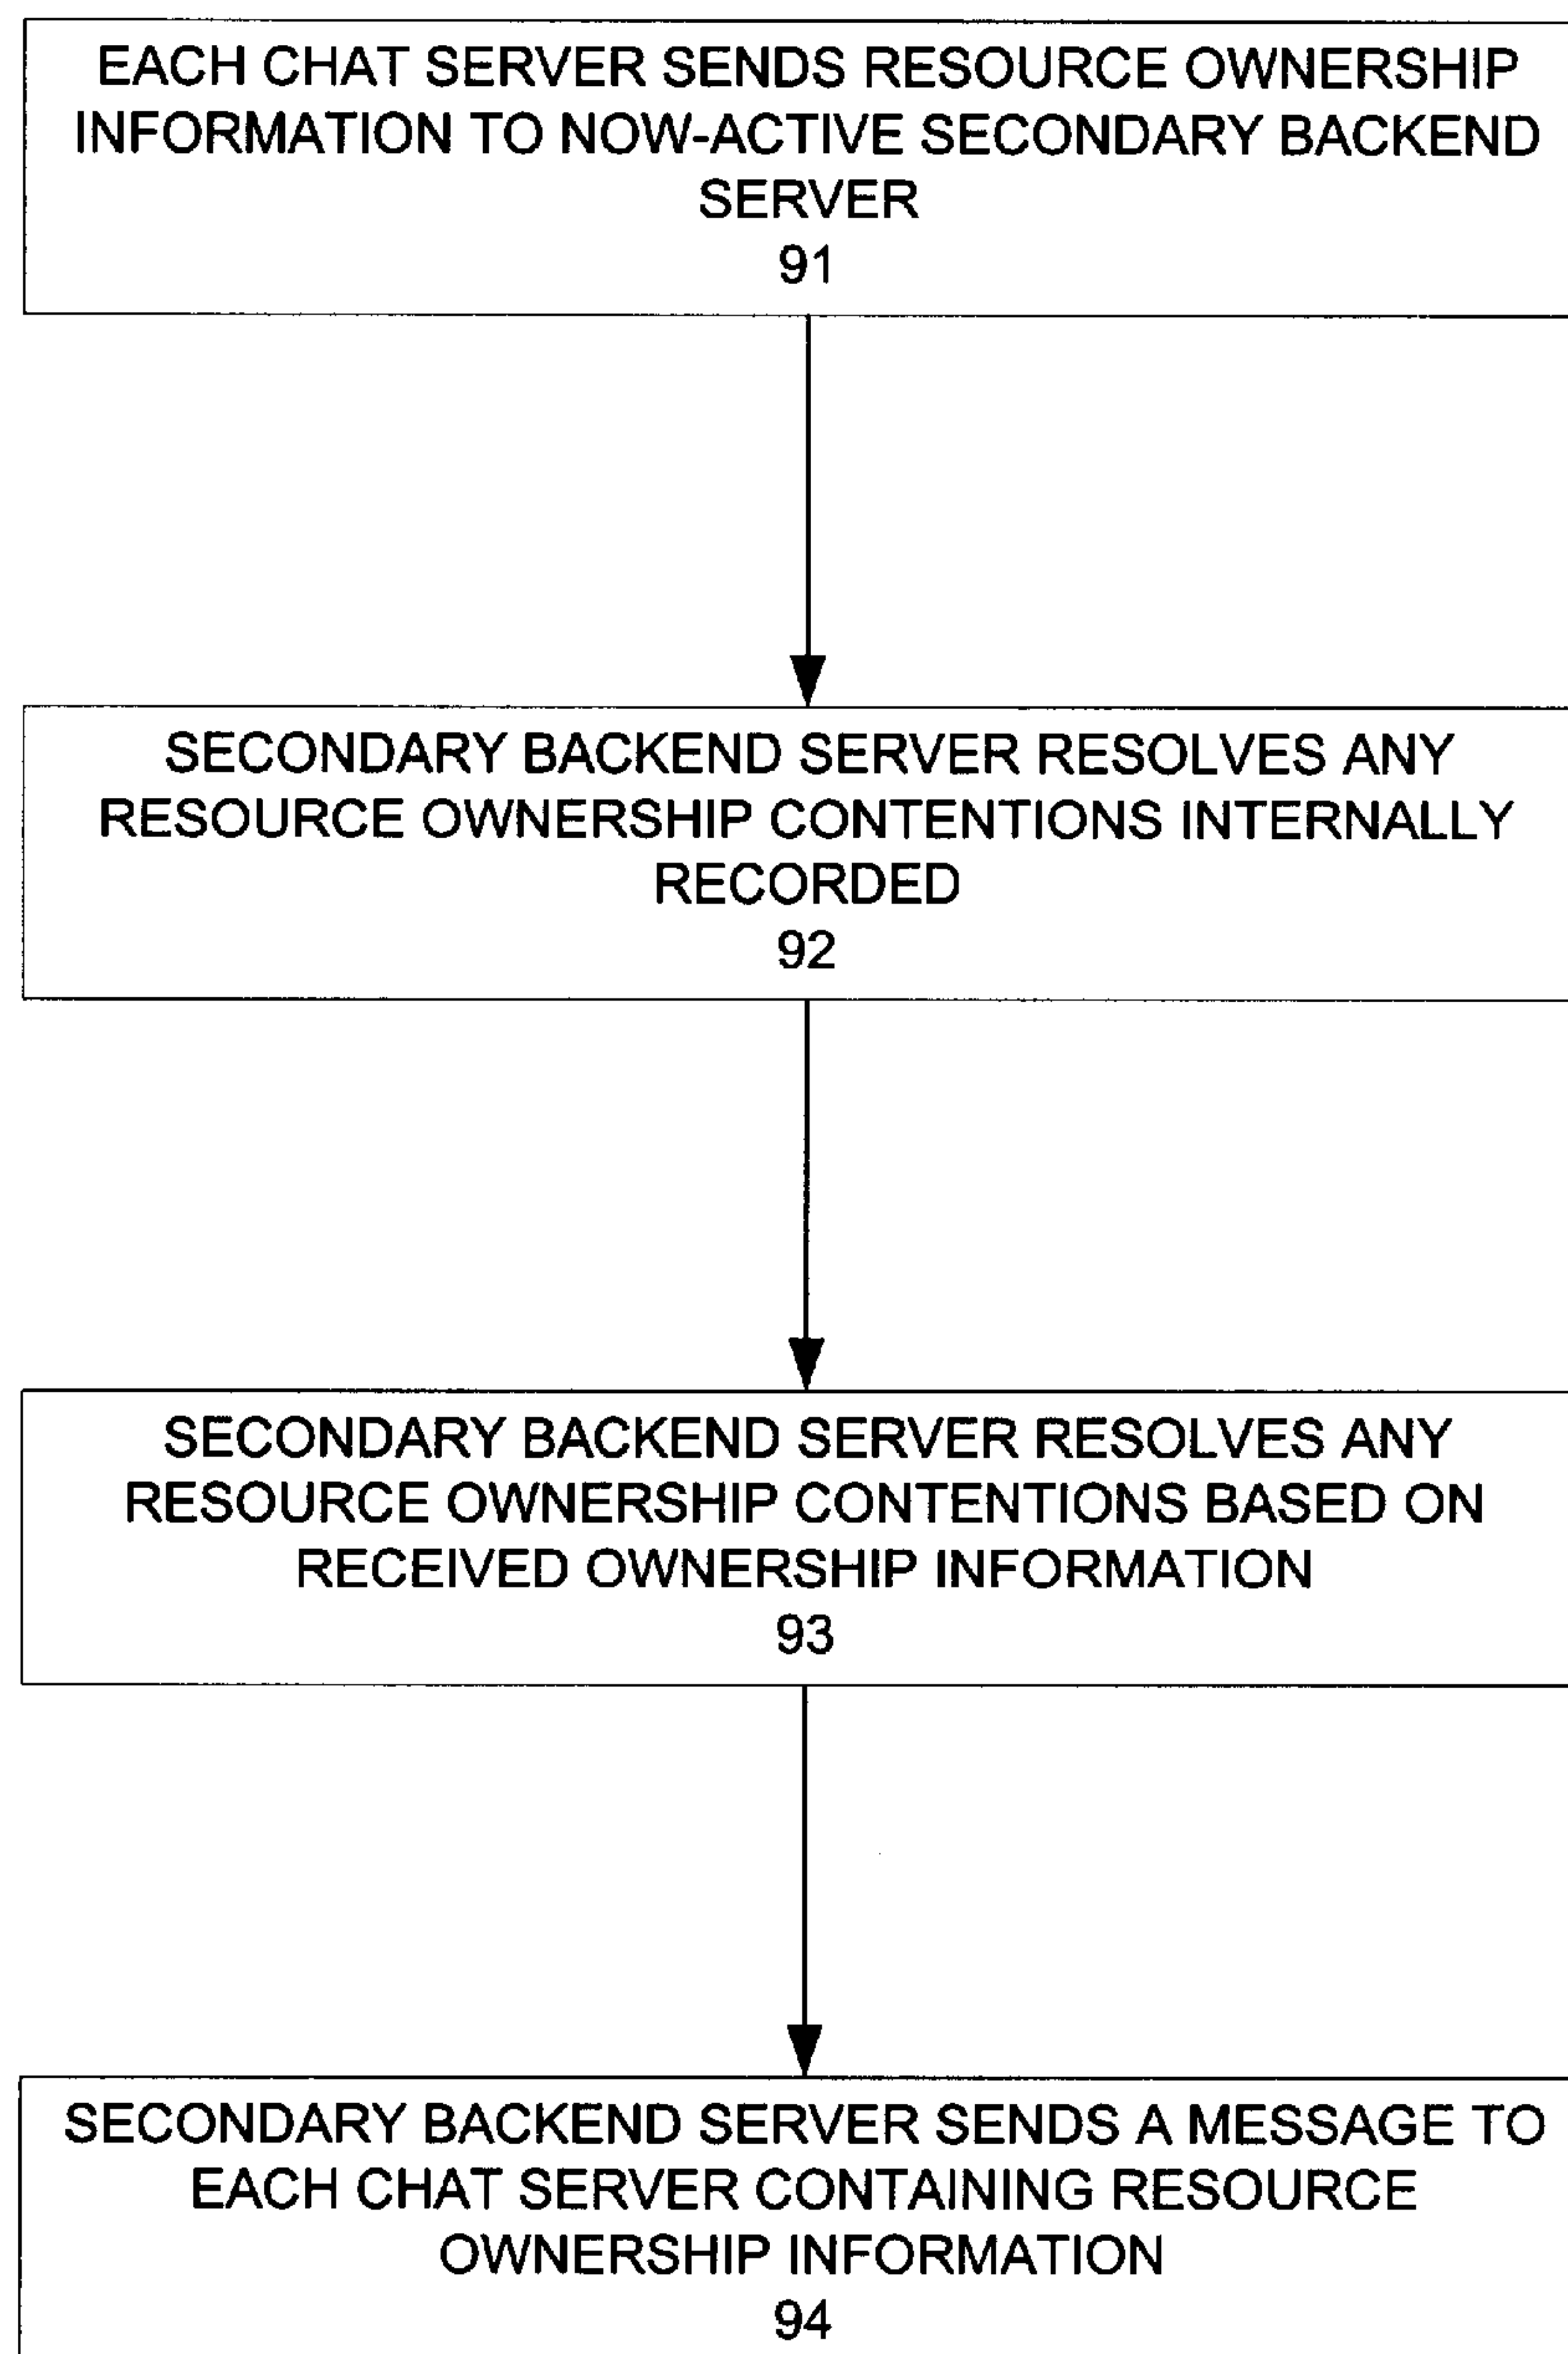 EACH CHAT SERVER SENDS RESOURCE OWNERSHIP
INFORMATION TO NOW-ACTIVE SECONDARY BACKEND
SERVER
91
SECONDARY BACKEND SERVER RESOLVES ANY
RESOURCE OWNERSHIP CONTENTIONS INTERNALLY
RECORDED
92
SECONDARY BACKEND SERVER RESOLVES ANY
RESOURCE OWNERSHIP CONTENTIONS BASED ON
RECEIVED OWNERSHIP INFORMATION
93
SECONDARY BACKEND SERVER SENDS A MESSAGE TO
EACH CHAT SERVER CONTAINING RESOURCE
OWNERSHIP INFORMATION
94